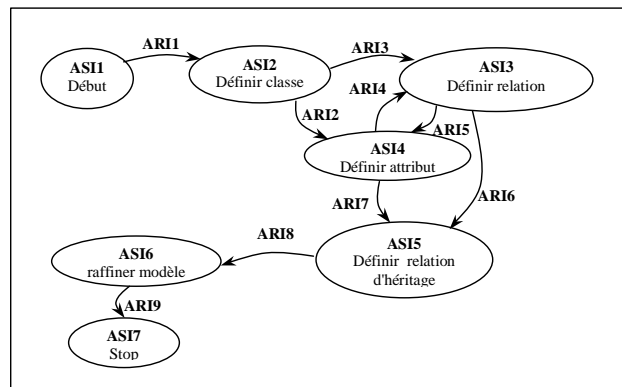 ARI1
ARI3
ASI1
Début
ASI2
Définir classe
ASI3
Définir relation
ARI4
ARI2
ARI5
ASI4
Définir attribut
ARI7
ARI6
ARI8
ASI5
Définir relation
d'héritage
ASI6
raffiner modèle
ARI9
ASI7
Stop